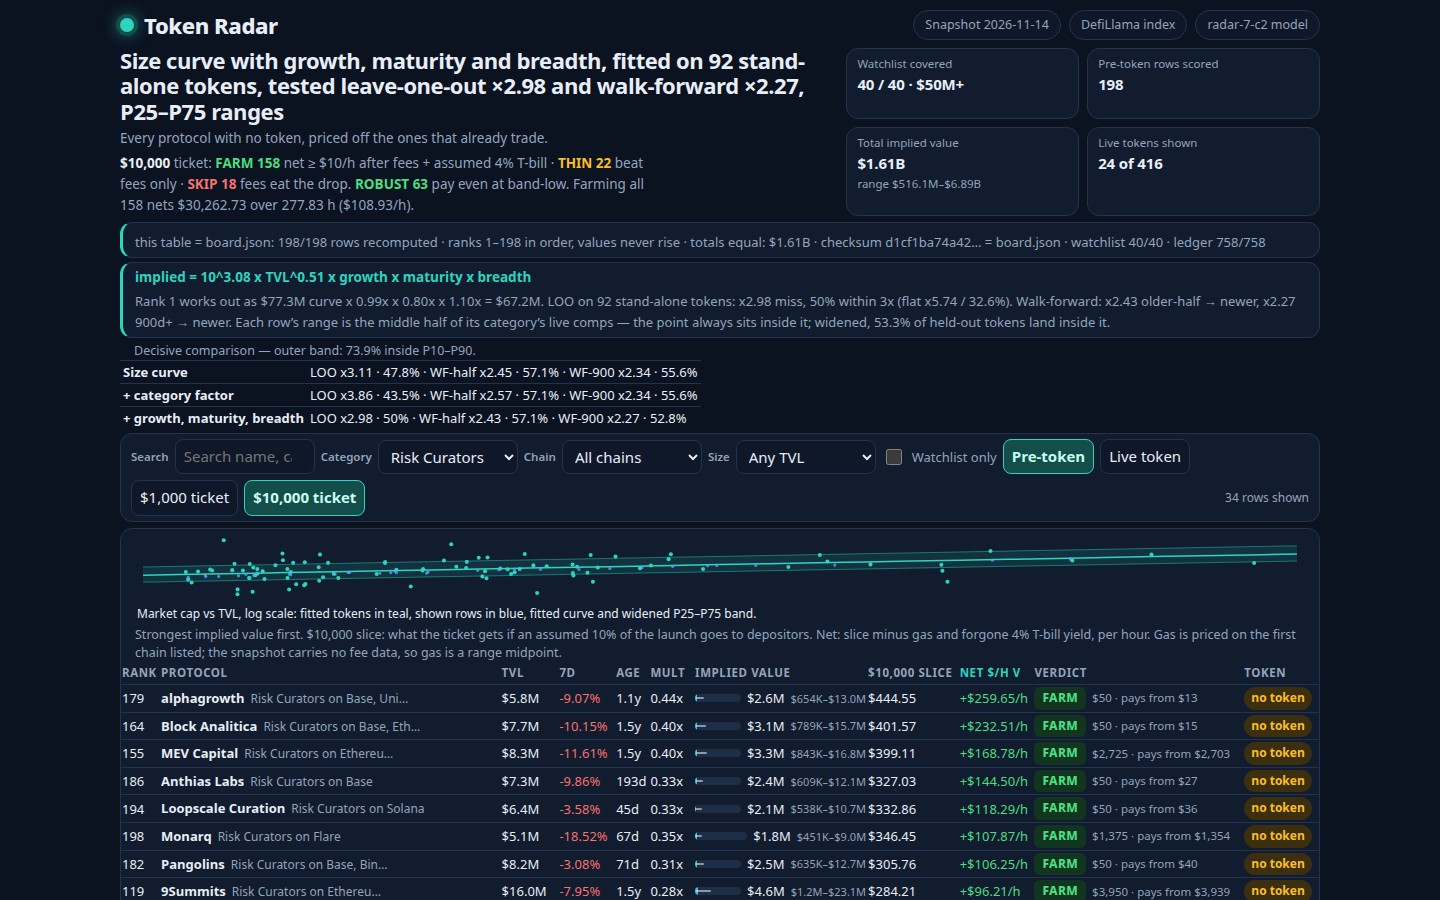 Token Radar
Snapshot 2026-11-14
DefiLlama index
radar-7-c2 model
Size curve with growth, maturity and breadth, fitted on 92 stand-
alone tokens, tested leave-one-out ×2.98 and walk-forward ×2.27,
P25–P75 ranges
Every protocol with no token, priced off the ones that already trade.
$10,000 ticket: FARM 158 net ≥ $10/h after fees + assumed 4% T-bill · THIN 22 beat
fees only · SKIP 18 fees eat the drop. ROBUST 63 pay even at band-low. Farming all
158 nets $30,262.73 over 277.83 h ($108.93/h).
Watchlist covered
40 / 40 · $50M+
Pre-token rows scored
198
Total implied value
$1.61B
range $516.1M–$6.89B
Live tokens shown
24 of 416
this table = board.json: 198/198 rows recomputed · ranks 1–198 in order, values never rise · totals equal: $1.61B · checksum d1cf1ba74a42... = board.json · watchlist 40/40 · ledger 758/758
implied = 10^3.08 x TVL^0.51 x growth x maturity x breadth
Rank 1 works out as $77.3M curve x 0.99x x 0.80x x 1.10x = $67.2M. LOO on 92 stand-alone tokens: x2.98 miss, 50% within 3x (flat x5.74 / 32.6%). Walk-forward: x2.43 older-half → newer, x2.27
900d+ → newer. Each row's range is the middle half of its category's live comps — the point always sits inside it; widened, 53.3% of held-out tokens land inside it.
Decisive comparison — outer band: 73.9% inside P10–P90.
Size curve LOO x3.11 · 47.8% · WF-half x2.45 · 57.1% · WF-900 x2.34 · 55.6%
+ category factor LOO x3.86 · 43.5% · WF-half x2.57 · 57.1% · WF-900 x2.34 · 55.6%
+ growth, maturity, breadth LOO x2.98 · 50% · WF-half x2.43 · 57.1% · WF-900 x2.27 · 52.8%
Search Search name, c Category Risk Curators Chain All chains Size Any TVL Watchlist only Pre-token Live token
$1,000 ticket $10,000 ticket 34 rows shown
Market cap vs TVL, log scale: fitted tokens in teal, shown rows in blue, fitted curve and widened P25–P75 band.
Strongest implied value first. $10,000 slice: what the ticket gets if an assumed 10% of the launch goes to depositors. Net: slice minus gas and forgone 4% T-bill yield, per hour. Gas is priced on the first
chain listed; the snapshot carries no fee data, so gas is a range midpoint.
RANK PROTOCOL TVL 7D AGE MULT IMPLIED VALUE $10,000 SLICE NET $/H V VERDICT TOKEN
179 alphagrowth Risk Curators on Base, Uni... $5.8M -9.07% 1.1y 0.44x $2.6M $654K–$13.0M $444.55 +$259.65/h FARM $50 · pays from $13 no token
164 Block Analitica Risk Curators on Base, Eth... $7.7M -10.15% 1.5y 0.40x $3.1M $789K–$15.7M $401.57 +$232.51/h FARM $50 · pays from $15 no token
155 MEV Capital Risk Curators on Ethereu... $8.3M -11.61% 1.5y 0.40x $3.3M $843K–$16.8M $399.11 +$168.78/h FARM $2,725 · pays from $2,703 no token
186 Anthias Labs Risk Curators on Base $7.3M -9.86% 193d 0.33x $2.4M $609K–$12.1M $327.03 +$144.50/h FARM $50 · pays from $27 no token
194 Loopscale Curation Risk Curators on Solana $6.4M -3.58% 45d 0.33x $2.1M $538K–$10.7M $332.86 +$118.29/h FARM $50 · pays from $36 no token
198 Monarq Risk Curators on Flare $5.1M -18.52% 67d 0.35x $1.8M $451K–$9.0M $346.45 +$107.87/h FARM $1,375 · pays from $1,354 no token
182 Pangolins Risk Curators on Base, Bin... $8.2M -3.08% 71d 0.31x $2.5M $635K–$12.7M $305.76 +$106.25/h FARM $50 · pays from $40 no token
119 9Summits Risk Curators on Ethereu... $16.0M -7.95% 1.5y 0.28x $4.6M $1.2M–$23.1M $284.21 +$96.21/h FARM $3,950 · pays from $3,939 no token